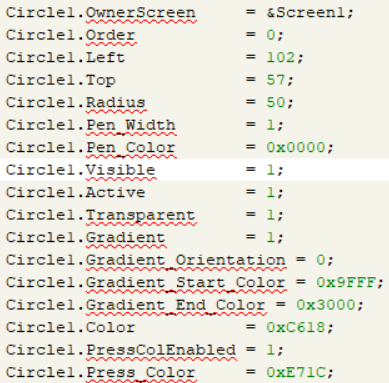 Circle1.OwnerScreen = &Screen1;
Circle1.Order = 0;
Circle1.Left = 102;
Circle1.Top = 57;
Circle1.Radius = 50;
Circle1.Pen_Width = 1;
Circle1.Pen_Color = 0x0000;
Circle1.Visible = 1;
Circle1.Active = 1;
Circle1.Transparent = 1;
Circle1.Gradient = 1;
Circle1.Gradient_Orientation = 0;
Circle1.Gradient_Start_Color = 0x9FFF;
Circle1.Gradient_End_Color = 0x3000;
Circle1.Color = 0xC618;
Circle1.PressColEnabled = 1;
Circle1.Press_Color = 0xE71C;